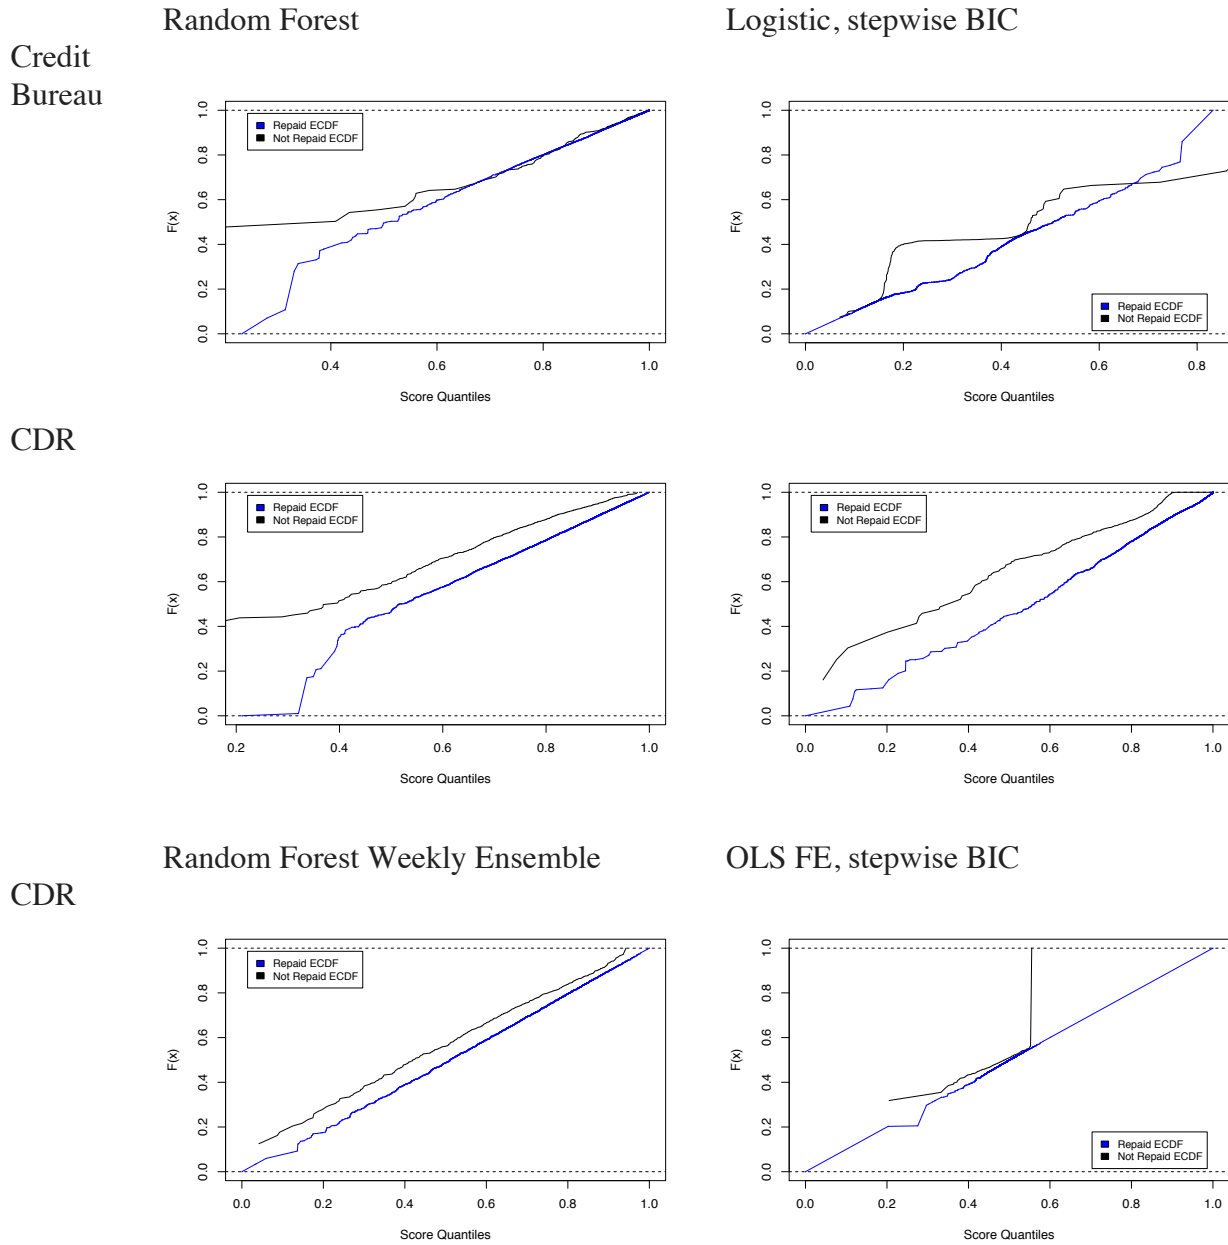 Random Forest
Logistic, stepwise BIC
Credit
Bureau
Repaid ECDF
Not Repaid ECDF
F(x)
0.0 0.2 0.4 0.6 0.8 1.0
0.4 0.6 0.8 1.0
Score Quantiles
Repaid ECDF
Not Repaid ECDF
F(x)
0.0 0.2 0.4 0.6 0.8 1.0
0.0 0.2 0.4 0.6 0.8
Score Quantiles
CDR
Repaid ECDF
Not Repaid ECDF
F(x)
0.0 0.2 0.4 0.6 0.8 1.0
0.2 0.4 0.6 0.8 1.0
Score Quantiles
Repaid ECDF
Not Repaid ECDF
F(x)
0.0 0.2 0.4 0.6 0.8 1.0
0.0 0.2 0.4 0.6 0.8 1.0
Score Quantiles
Random Forest Weekly Ensemble
OLS FE, stepwise BIC
CDR
Repaid ECDF
Not Repaid ECDF
F(x)
0.0 0.2 0.4 0.6 0.8 1.0
0.0 0.2 0.4 0.6 0.8 1.0
Score Quantiles
Repaid ECDF
Not Repaid ECDF
F(x)
0.0 0.2 0.4 0.6 0.8 1.0
0.0 0.2 0.4 0.6 0.8 1.0
Score Quantiles